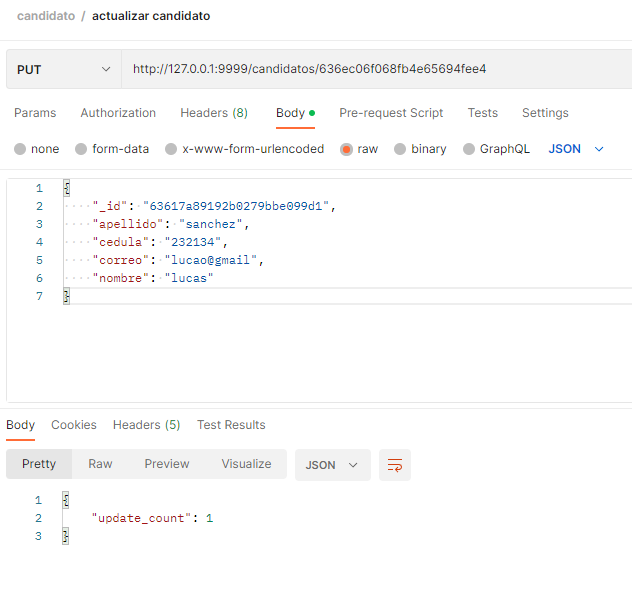 candidato / actualizar candidato
PUT http://127.0.0.1:9999/candidatos/636ec06f068fb4e65694fee4
Params Authorization Headers (8) Body Pre-request Script Tests Settings
none form-data x-www-form-urlencoded raw binary GraphQL JSON
1 {
2 "_id": "63617a89192b0279bbe099d1",
3 "apellido": "sanchez",
4 "cedula": "232134",
5 "correo": "lucao@gmail",
6 "nombre": "lucas"
7 }
Body Cookies Headers (5) Test Results
Pretty Raw Preview Visualize JSON
1 {
2 "update_count": 1
3 }